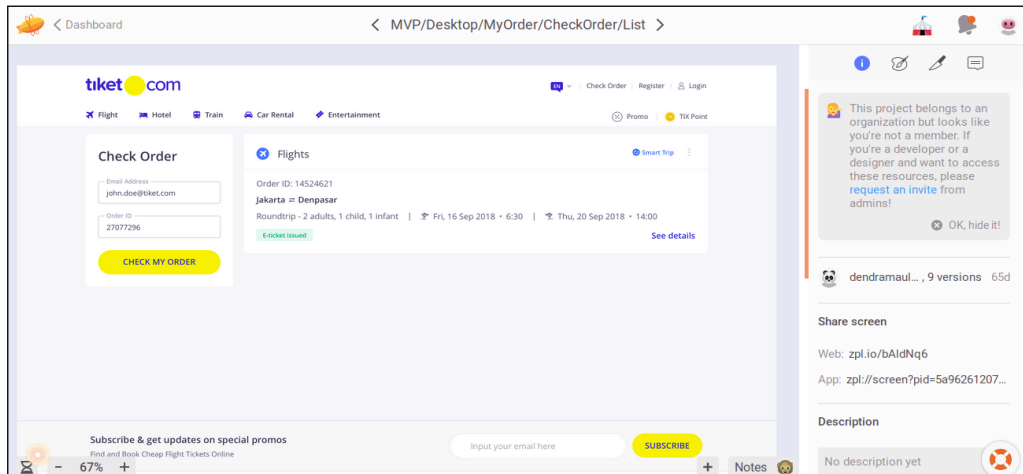 Dashboard
MVP/Desktop/MyOrder/CheckOrder/List
tiket com
EN
Check Order
Register
Login
Flight
Hotel
Train
Car Rental
Entertainment
Promo
TIX Point
Check Order
Email Address
john.doe@tiket.com
Order ID
27077296
CHECK MY ORDER
Flights
Smart Trip
Order ID: 14524621
Jakarta ⇄ Denpasar
Roundtrip - 2 adults, 1 child, 1 infant | Fri, 16 Sep 2018 • 6:30 | Thu, 20 Sep 2018 • 14:00
E-ticket issued
See details
Subscribe & get updates on special promos
Find and Book Cheap Flight Tickets Online
Input your email here
SUBSCRIBE
- 67% +
+
Notes
This project belongs to an
organization but looks like
you're not a member. If
you're a developer or a
designer and want to access
these resources, please
request an invite from
admins!
OK, hide it!
dendramaul... , 9 versions 65d
Share screen
Web: zpl.io/bAldNq6
App: zpl://screen?pid=5a96261207...
Description
No description yet